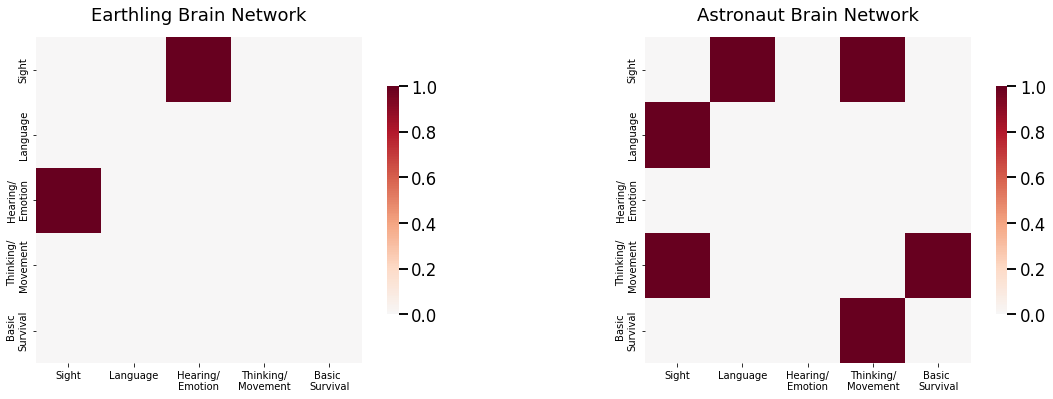 Earthling Brain Network
Sight
Language
Hearing/
Emotion
Thinking/
Movement
Basic
Survival
Sight
Language
Hearing/
Emotion
Thinking/
Movement
Basic
Survival
1.0
0.8
0.6
0.4
0.2
0.0
Astronaut Brain Network
Sight
Language
Hearing/
Emotion
Thinking/
Movement
Basic
Survival
Sight
Language
Hearing/
Emotion
Thinking/
Movement
Basic
Survival
1.0
0.8
0.6
0.4
0.2
0.0